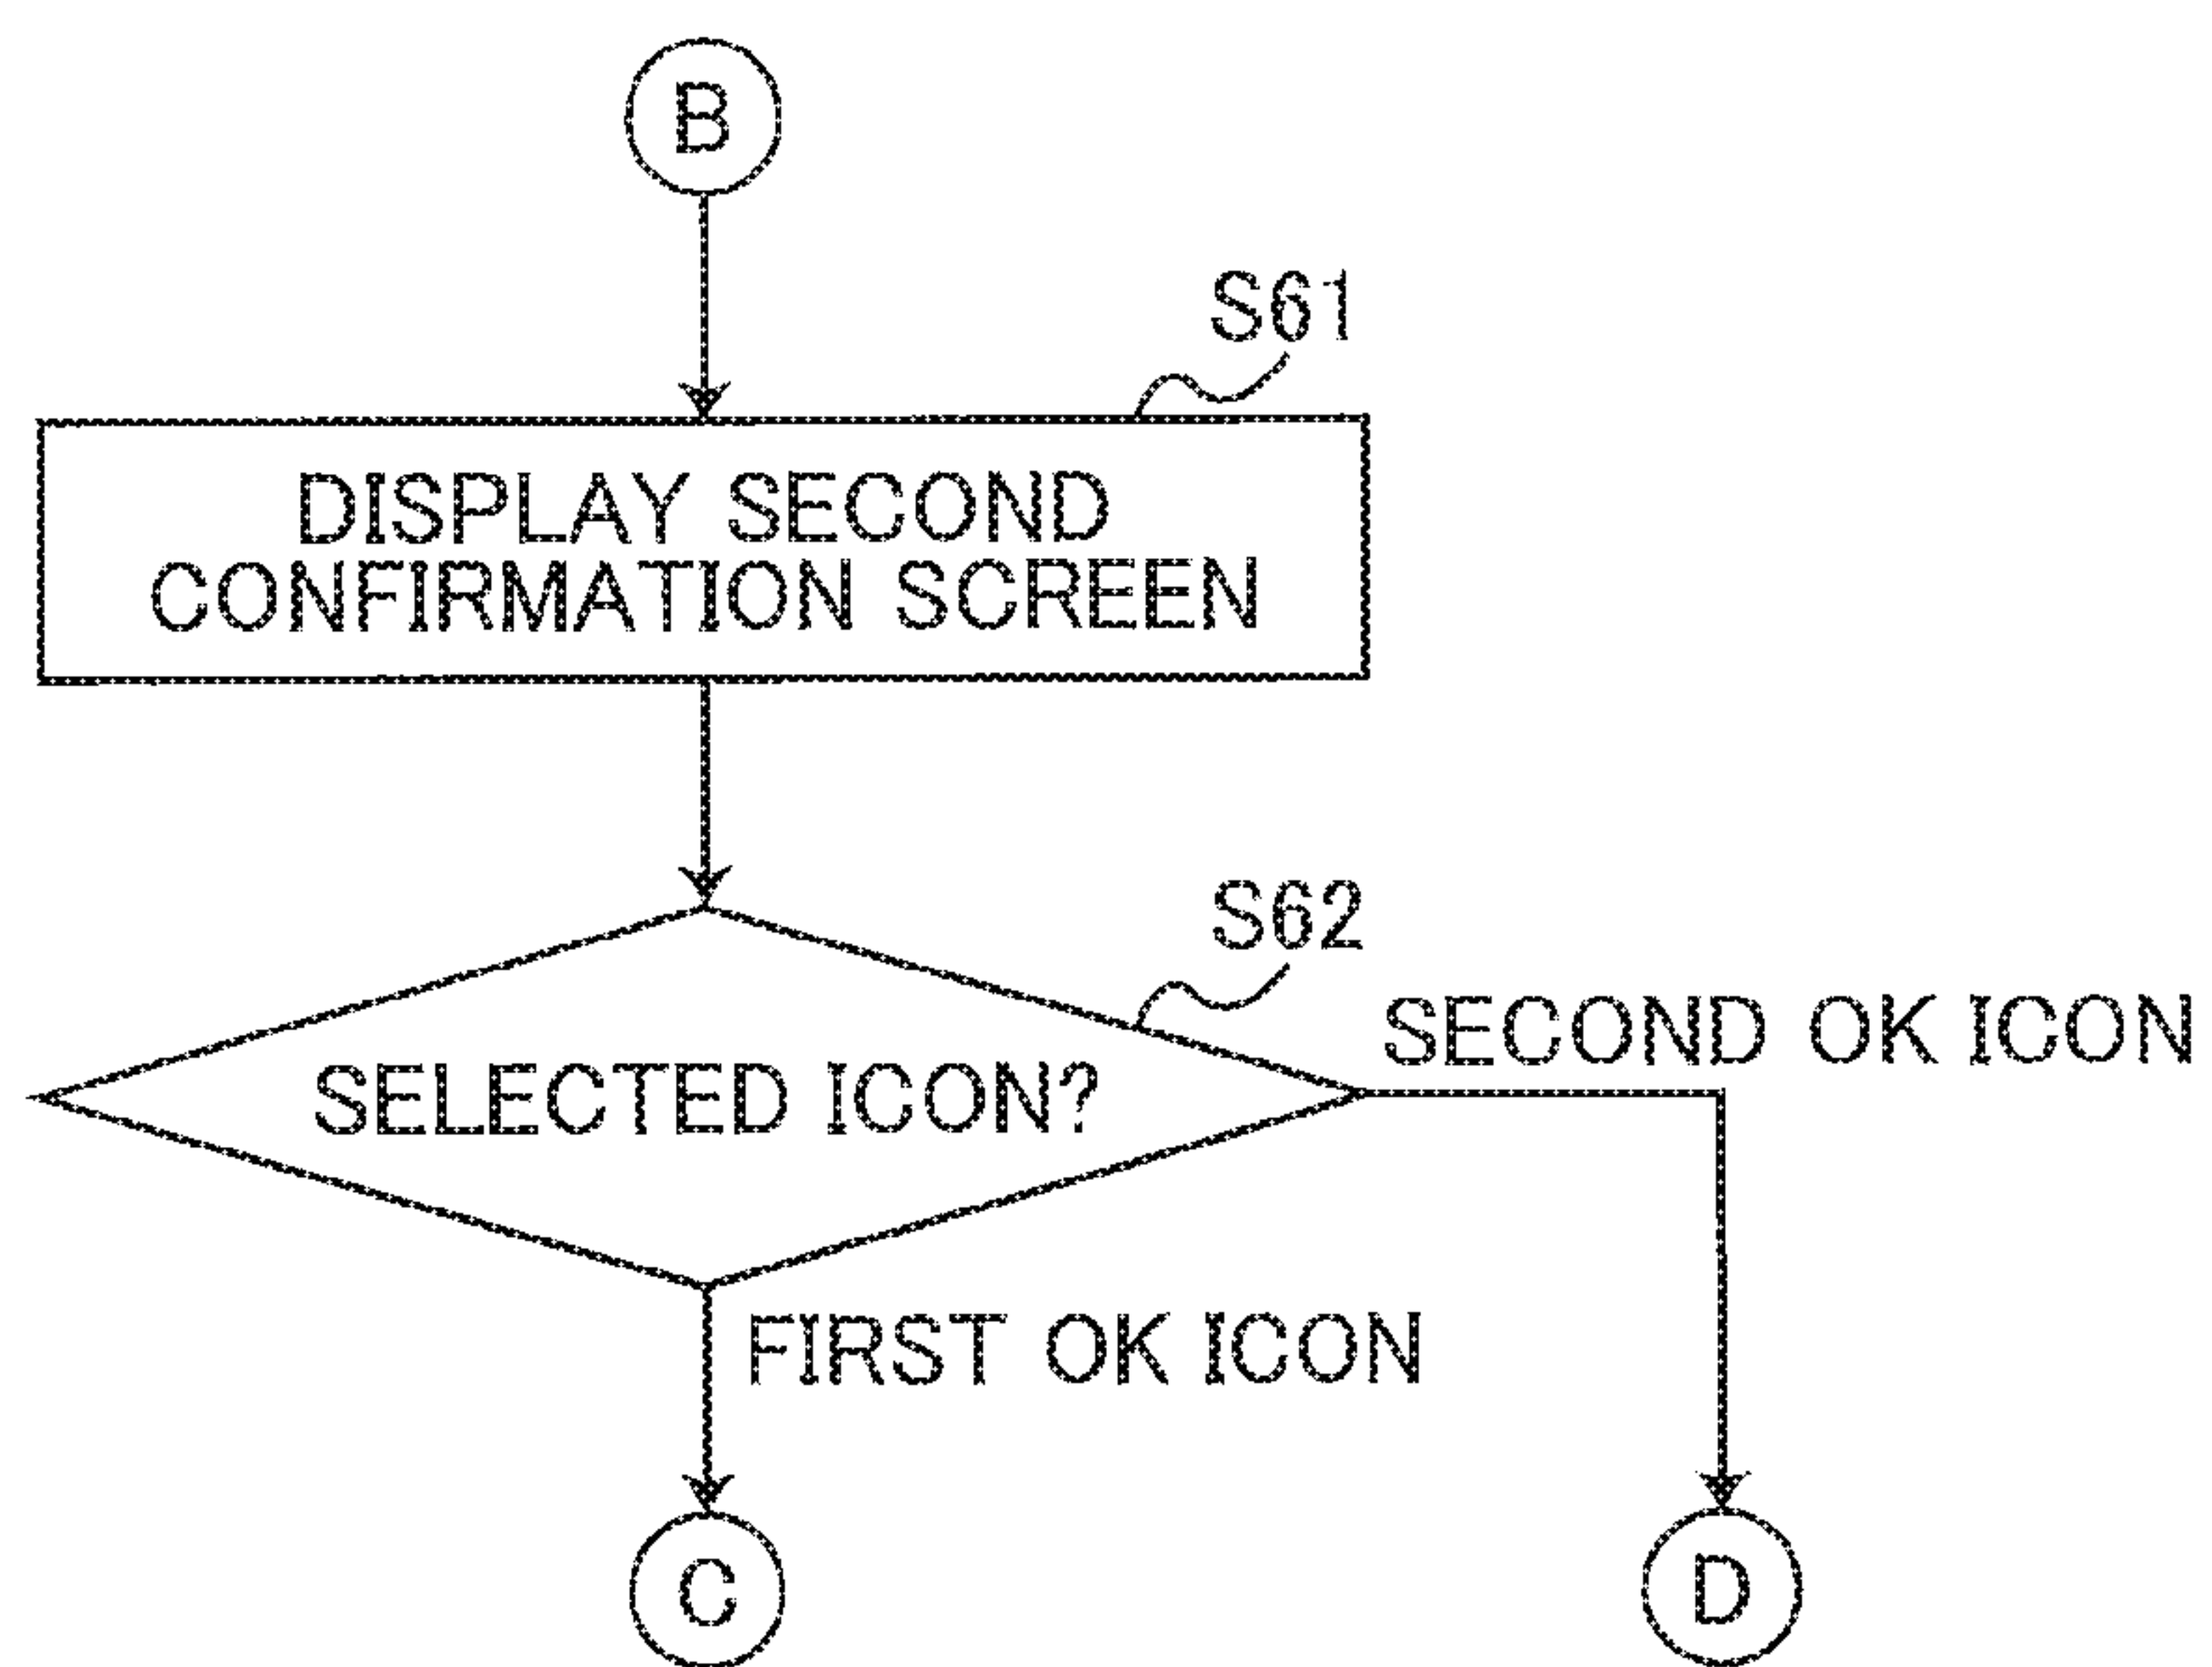 B
S61
DISPLAY SECOND
CONFIRMATION SCREEN
S62
SECOND OK ICON
SELECTED ICON?
FIRST OK ICON
C
D